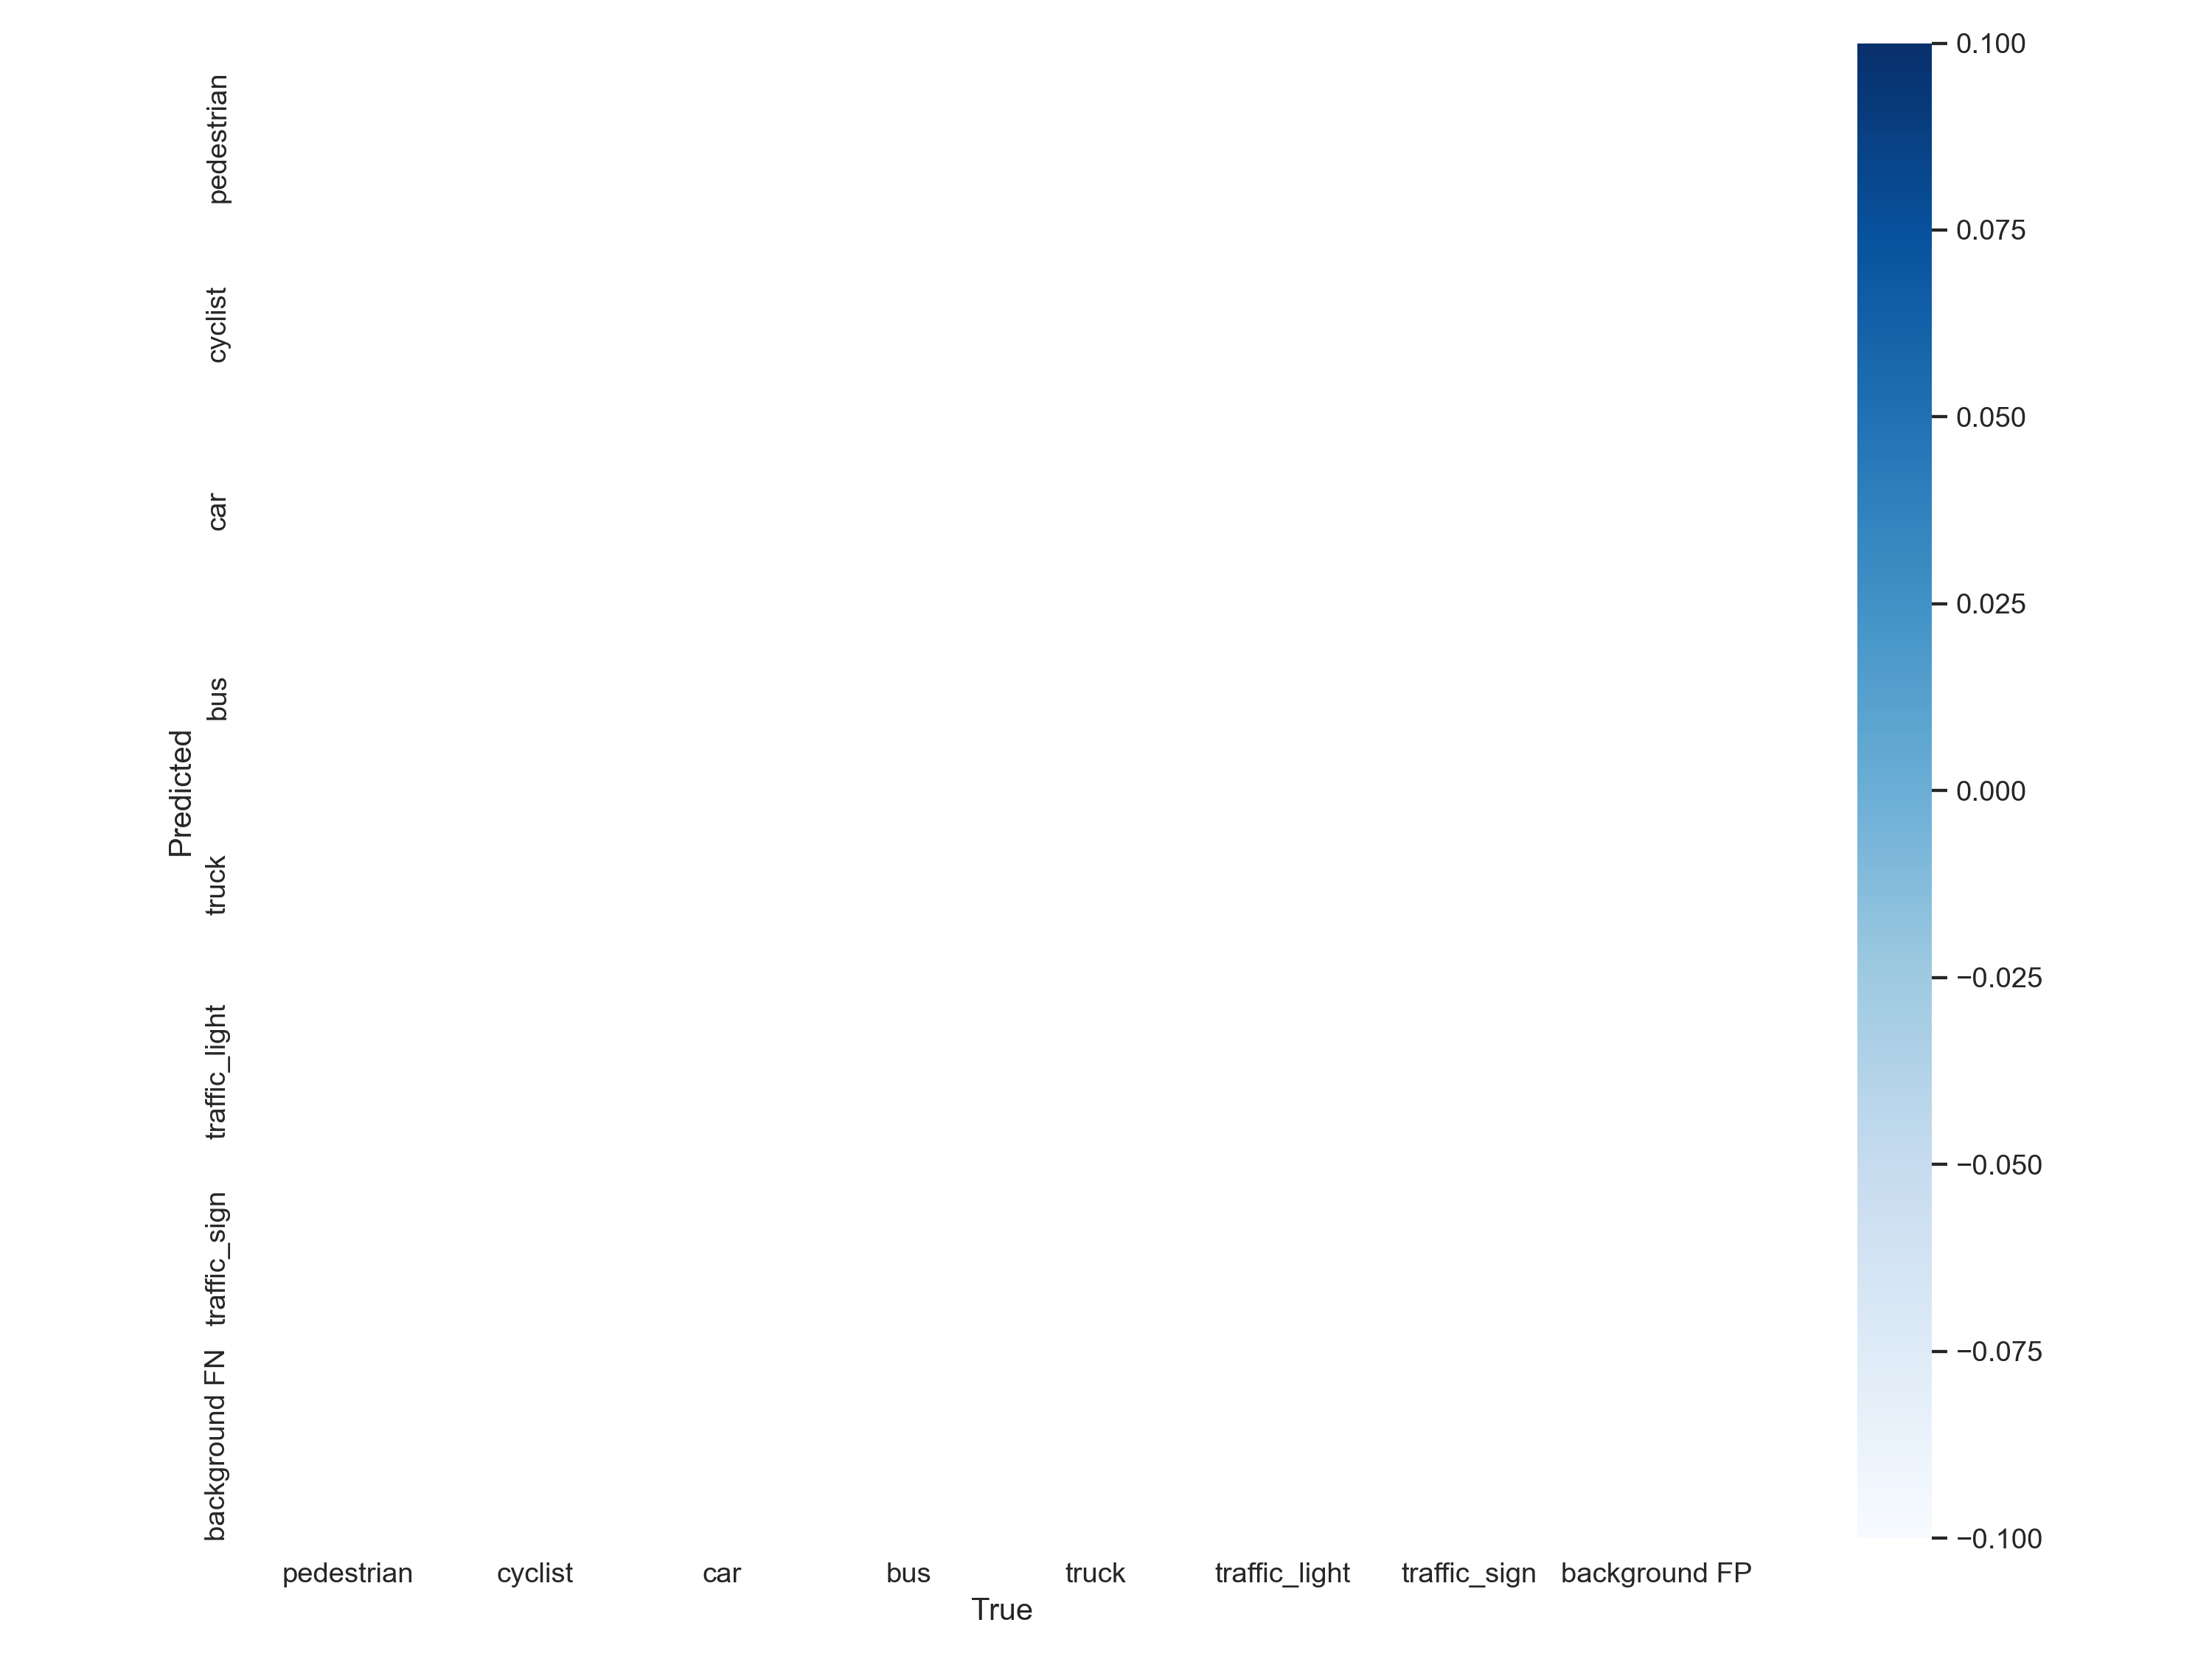 Predicted
pedestrian
cyclist
car
bus
truck
traffic_light
traffic_sign
background FN
pedestrian cyclist car bus truck traffic_light traffic_sign background FP
True
0.100
0.075
0.050
0.025
0.000
−0.025
−0.050
−0.075
−0.100